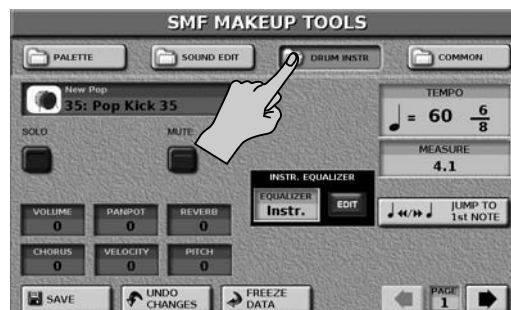 SMF MAKEUP TOOLS
PALETTE SOUND EDIT DRUM INSTR COMMON
New Pop
35: Pop Kick 35
TEMPO
= 60 6/8
SOLO MUTE
MEASURE
4.1
INSTR. EQUALIZER
EQUALIZER
Instr.
EDIT
JUMP TO
1st NOTE
VOLUME PANPOT REVERB
0 0 0
CHORUS VELOCITY PITCH
0 0 0
SAVE
UNDO
CHANGES
FREEZE
DATA
PAGE
1